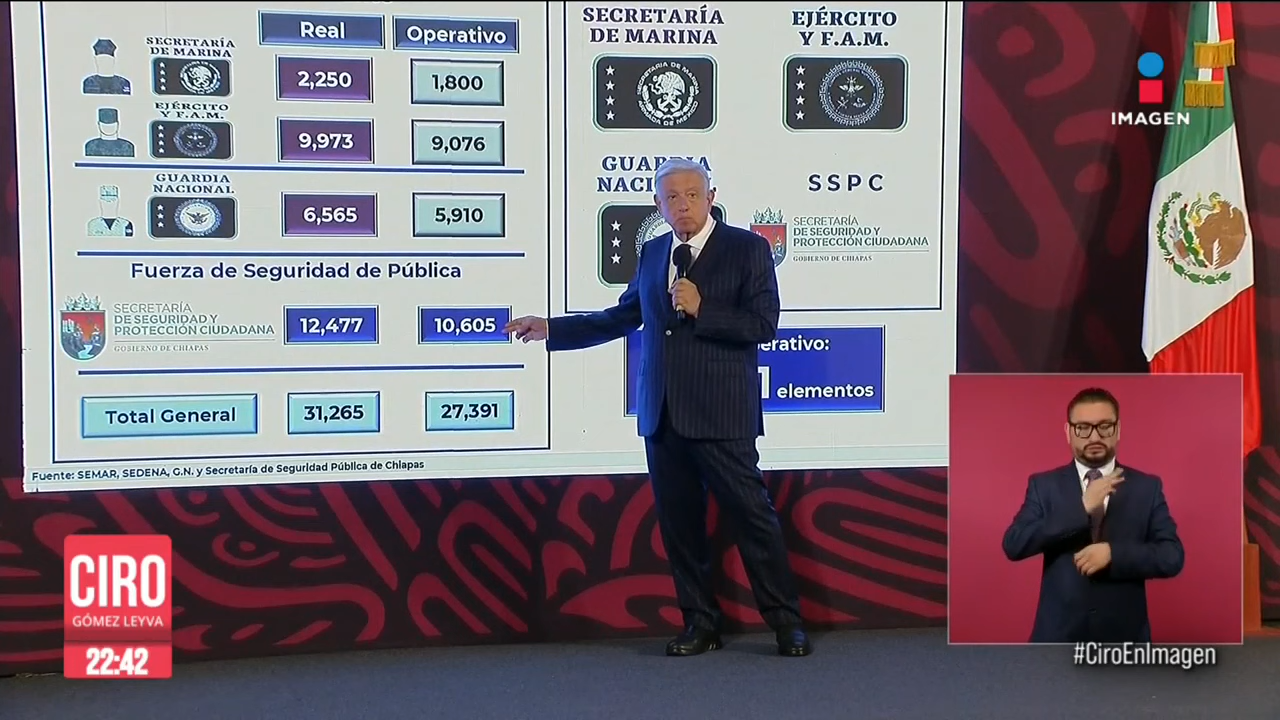 Real
Operativo
SECRETARÍA
DE MARINA
2,250
1,800
EJÉRCITO
Y F.A.M.
9,973
9,076
GUARDIA
NACIONAL
6,565
5,910
Fuerza de Seguridad de Pública
SECRETARÍA
DE SEGURIDAD Y
PROTECCIÓN CIUDADANA
GOBIERNO DE CHIAPAS
12,477
10,605
Total General
31,265
27,391
Fuente: SEMAR, SEDENA, G.N. y Secretaría de Seguridad Pública de Chiapas
SECRETARÍA
DE MARINA
EJÉRCITO
Y F.A.M.
GUARDIA
NACIONAL
SSPC
SECRETARÍA
DE SEGURIDAD Y
PROTECCIÓN CIUDADANA
GOBIERNO DE CHIAPAS
erativo:
1 elementos
IMAGEN
CIRO
GÓMEZ LEYVA
22:42
#CiroEnImagen